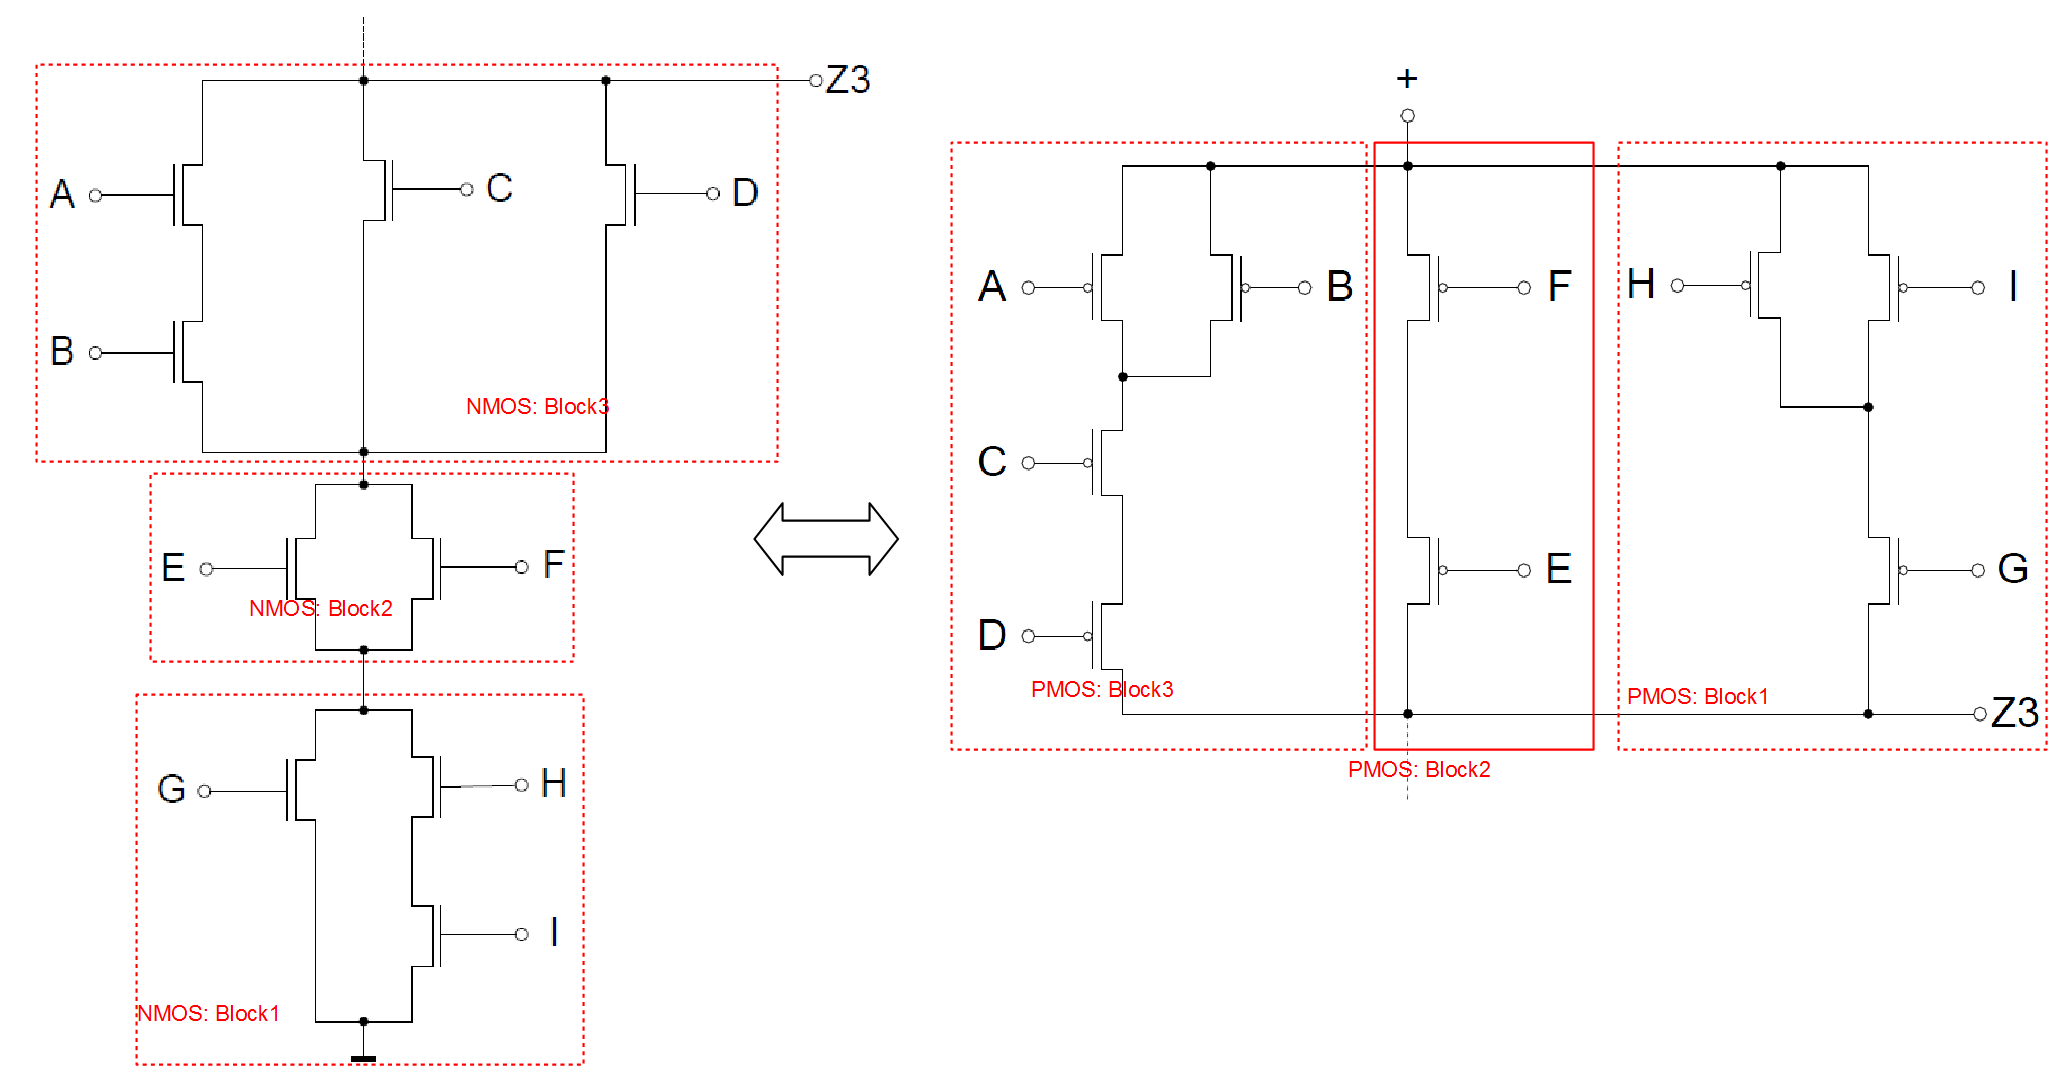 Z3
A
C
D
B
NMOS: Block3
E
F
NMOS: Block2
G
H
I
NMOS: Block1
+
A
B
F
H
I
C
E
G
D
PMOS: Block3
PMOS: Block1
Z3
PMOS: Block2